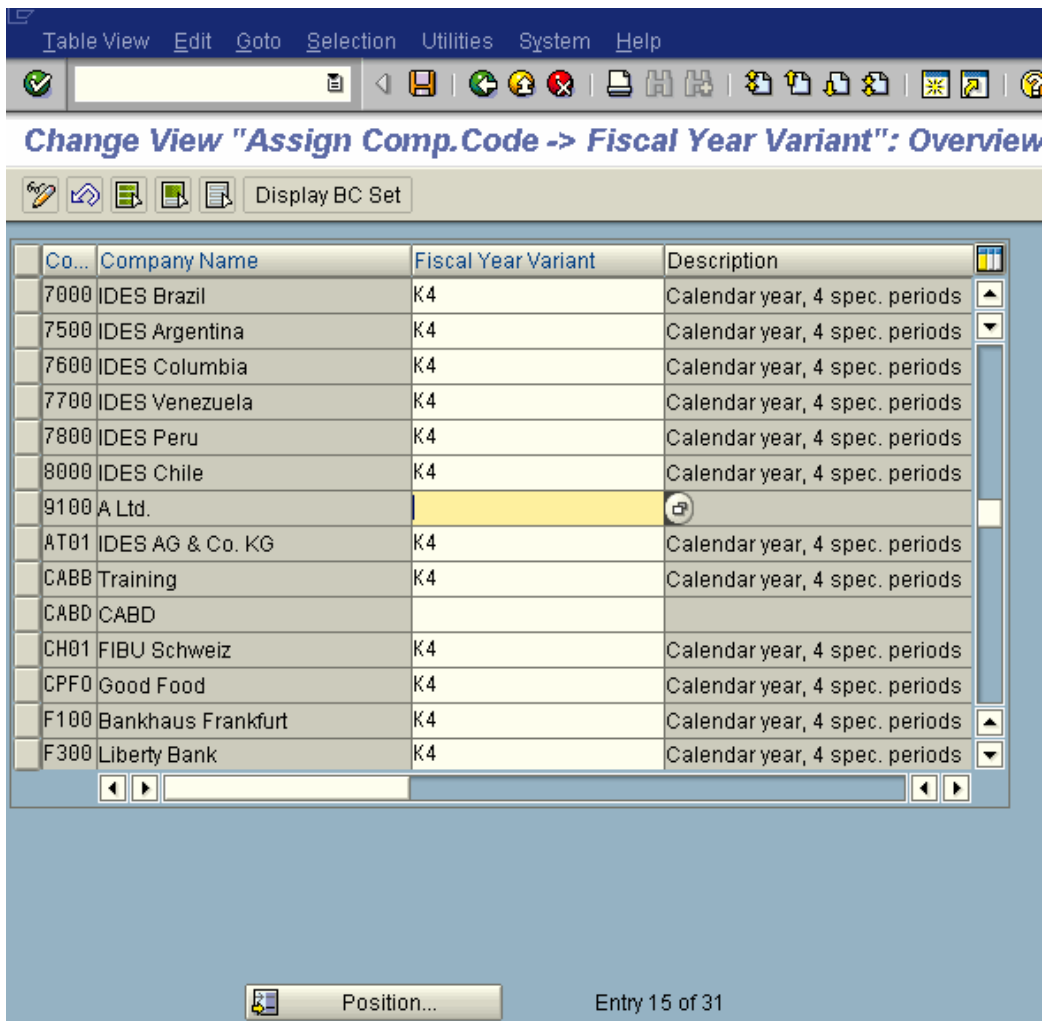 Table View Edit Goto Selection Utilities System Help
Change View "Assign Comp.Code -> Fiscal Year Variant": Overview
Display BC Set
Co... Company Name Fiscal Year Variant Description
7000 IDES Brazil K4 Calendar year, 4 spec. periods
7500 IDES Argentina K4 Calendar year, 4 spec. periods
7600 IDES Columbia K4 Calendar year, 4 spec. periods
7700 IDES Venezuela K4 Calendar year, 4 spec. periods
7800 IDES Peru K4 Calendar year, 4 spec. periods
8000 IDES Chile K4 Calendar year, 4 spec. periods
9100 A Ltd.
AT01 IDES AG & Co. KG K4 Calendar year, 4 spec. periods
CABB Training K4 Calendar year, 4 spec. periods
CABD CABD
CH01 FIBU Schweiz K4 Calendar year, 4 spec. periods
CPF0 Good Food K4 Calendar year, 4 spec. periods
F100 Bankhaus Frankfurt K4 Calendar year, 4 spec. periods
F300 Liberty Bank K4 Calendar year, 4 spec. periods
Position... Entry 15 of 31